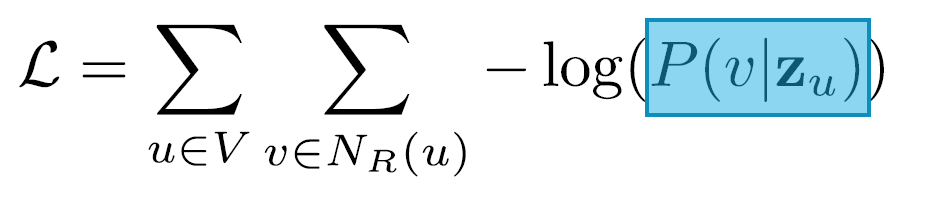 ℒ = ∑_{u∈V} ∑_{v∈N_R(u)} − log(P(v|𝐳_u))